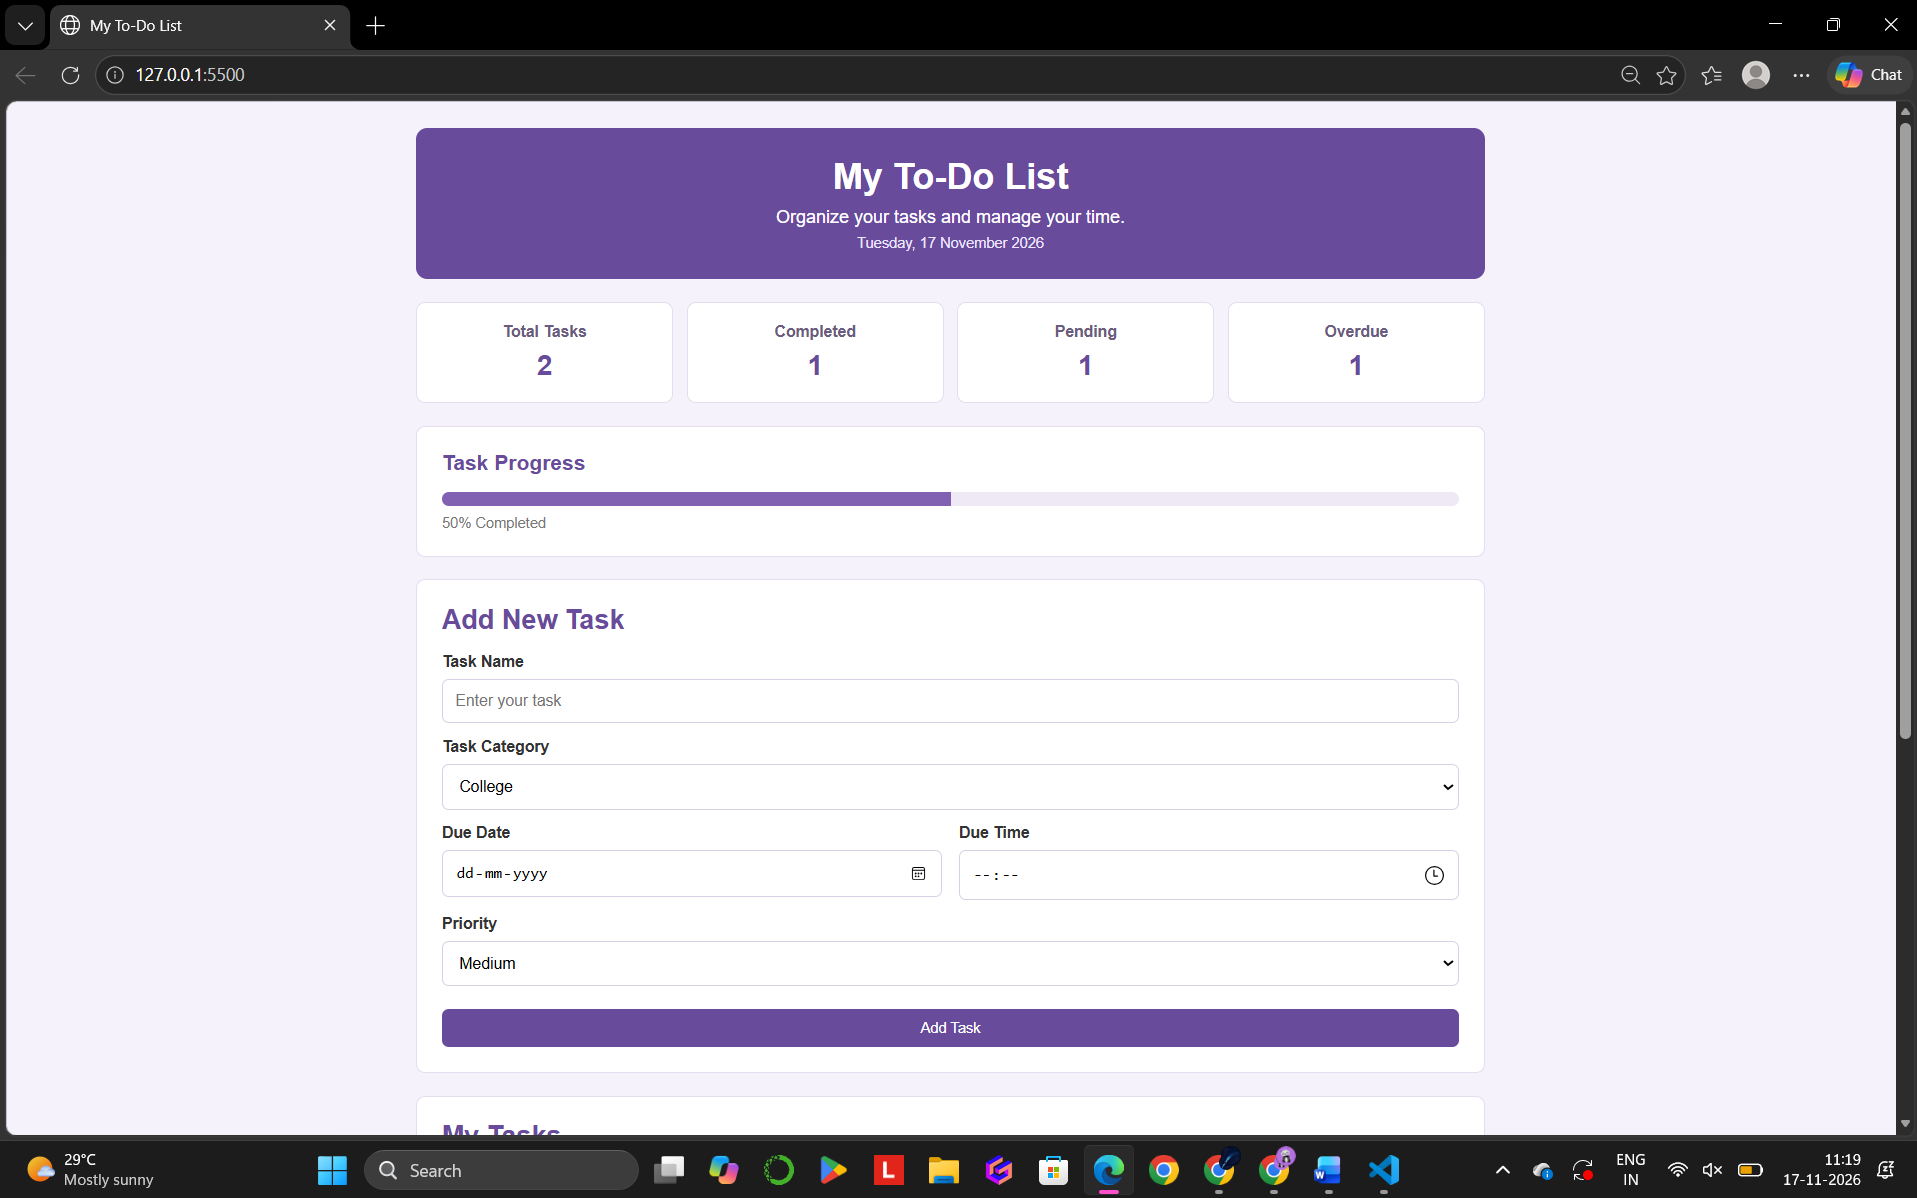 My To-Do List
127.0.0.1:5500
Chat
My To-Do List
Organize your tasks and manage your time.
Tuesday, 17 November 2026
Total Tasks
2
Completed
1
Pending
1
Overdue
1
Task Progress
50% Completed
Add New Task
Task Name
Enter your task
Task Category
College
Due Date
Due Time
dd-mm-yyyy
--:--
Priority
Medium
Add Task
My Tasks
29°C
Mostly sunny
Search
L
W
ENG
IN
11:19
17-11-2026